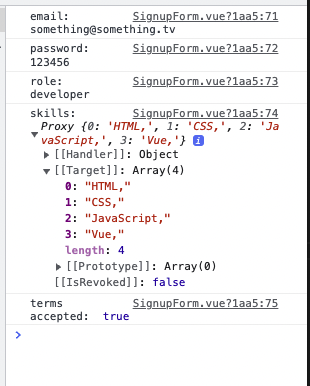 email: SignupForm.vue?1aa5:71
something@something.tv
password: SignupForm.vue?1aa5:72
123456
role: SignupForm.vue?1aa5:73
developer
skills: SignupForm.vue?1aa5:74
Proxy {0: 'HTML,', 1: 'CSS,', 2: 'Ja
vaScript,', 3: 'Vue,'} i
[[Handler]]: Object
[[Target]]: Array(4)
0: "HTML,"
1: "CSS,"
2: "JavaScript,"
3: "Vue,"
length: 4
[[Prototype]]: Array(0)
[[IsRevoked]]: false
terms SignupForm.vue?1aa5:75
accepted: true